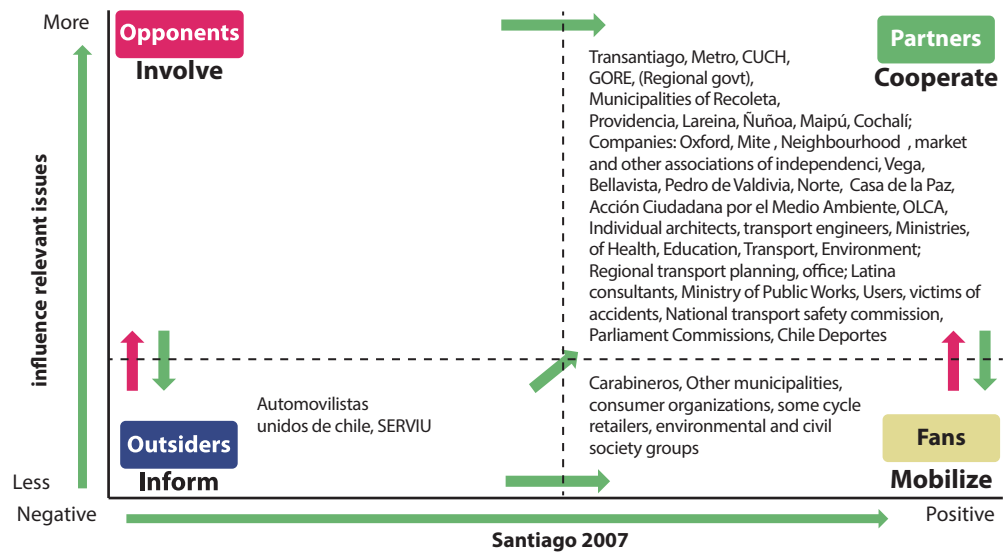 More
Opponents
Involve
Partners
Cooperate
Transantiago, Metro, CUCH,
GORE, (Regional govt),
Municipalities of Recoleta,
Providencia, Lareina, Ñuñoa, Maipú, Cochalí;
Companies: Oxford, Mite , Neighbourhood , market
and other associations of independenci, Vega,
Bellavista, Pedro de Valdivia, Norte, Casa de la Paz,
Acción Ciudadana por el Medio Ambiente, OLCA,
Individual architects, transport engineers, Ministries,
of Health, Education, Transport, Environment;
Regional transport planning, office; Latina
consultants, Ministry of Public Works, Users, victims of
accidents, National transport safety commission,
Parliament Commissions, Chile Deportes
influence relevant issues
Automovilistas
unidos de chile, SERVIU
Carabineros, Other municipalities,
consumer organizations, some cycle
retailers, environmental and civil
society groups
Outsiders
Inform
Fans
Mobilize
Less
Negative
Positive
Santiago 2007